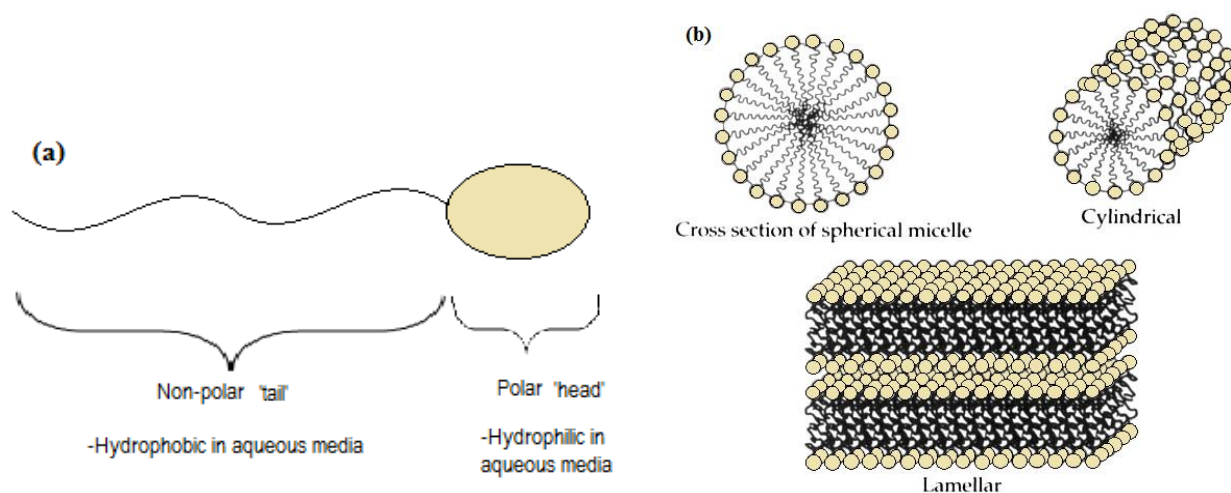 (a)
Non-polar 'tail'
-Hydrophobic in aqueous media
Polar 'head'
-Hydrophilic in
aqueous media
(b)
Cross section of spherical micelle
Cylindrical
Lamellar